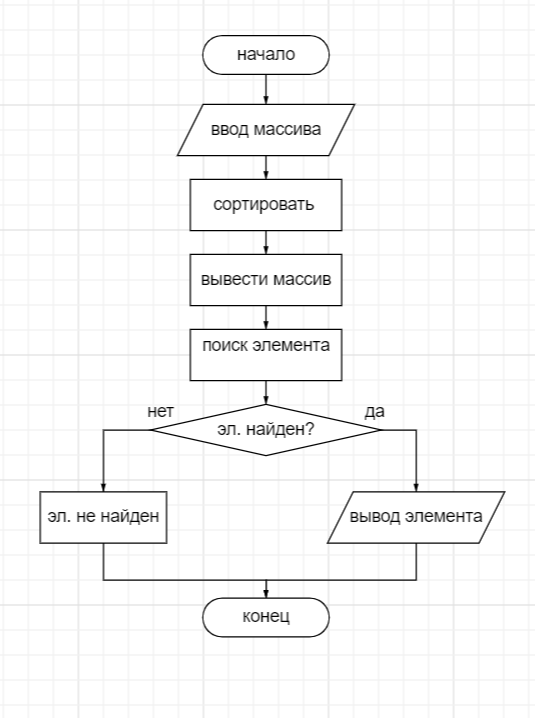 начало
ввод массива
сортировать
вывести массив
поиск элемента
нет
да
эл. найден?
эл. не найден
вывод элемента
конец